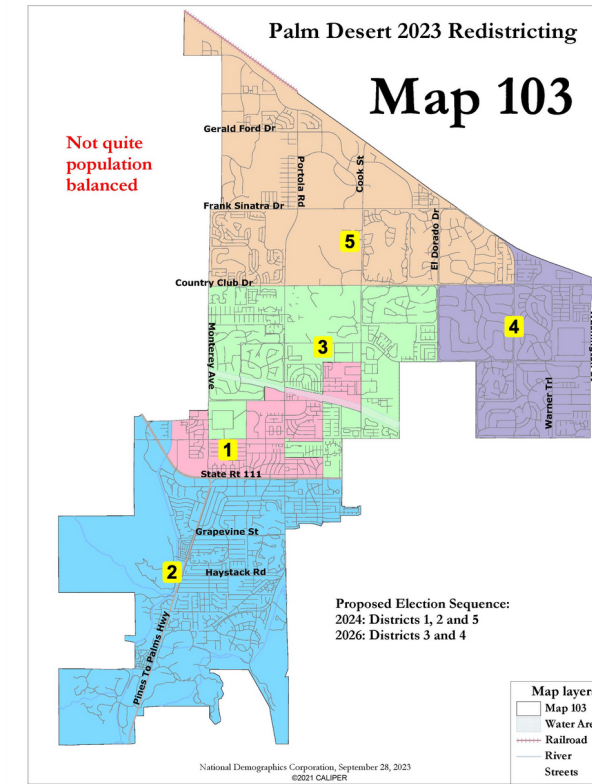 Palm Desert 2023 Redistricting
Map 103
Not quite
population
balanced
Gerald Ford Dr
Portola Rd
Cook St
Frank Sinatra Dr
El Dorado Dr
5
Country Club Dr
4
3
Monterey Ave
Warner Trl
1
State Rt 111
Grapevine St
2
Haystack Rd
Pines To Palms Hwy
Proposed Election Sequence:
2024: Districts 1, 2 and 5
2026: Districts 3 and 4
Map layers
Map 103
Water Are
Railroad
River
Streets
National Demographics Corporation, September 28, 2023
©2021 CALIPER